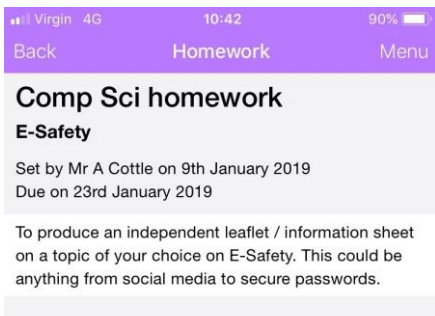 Virgin 4G 10:42 90%
Back Homework Menu
Comp Sci homework
E-Safety
Set by Mr A Cottle on 9th January 2019
Due on 23rd January 2019
To produce an independent leaflet / information sheet
on a topic of your choice on E-Safety. This could be
anything from social media to secure passwords.